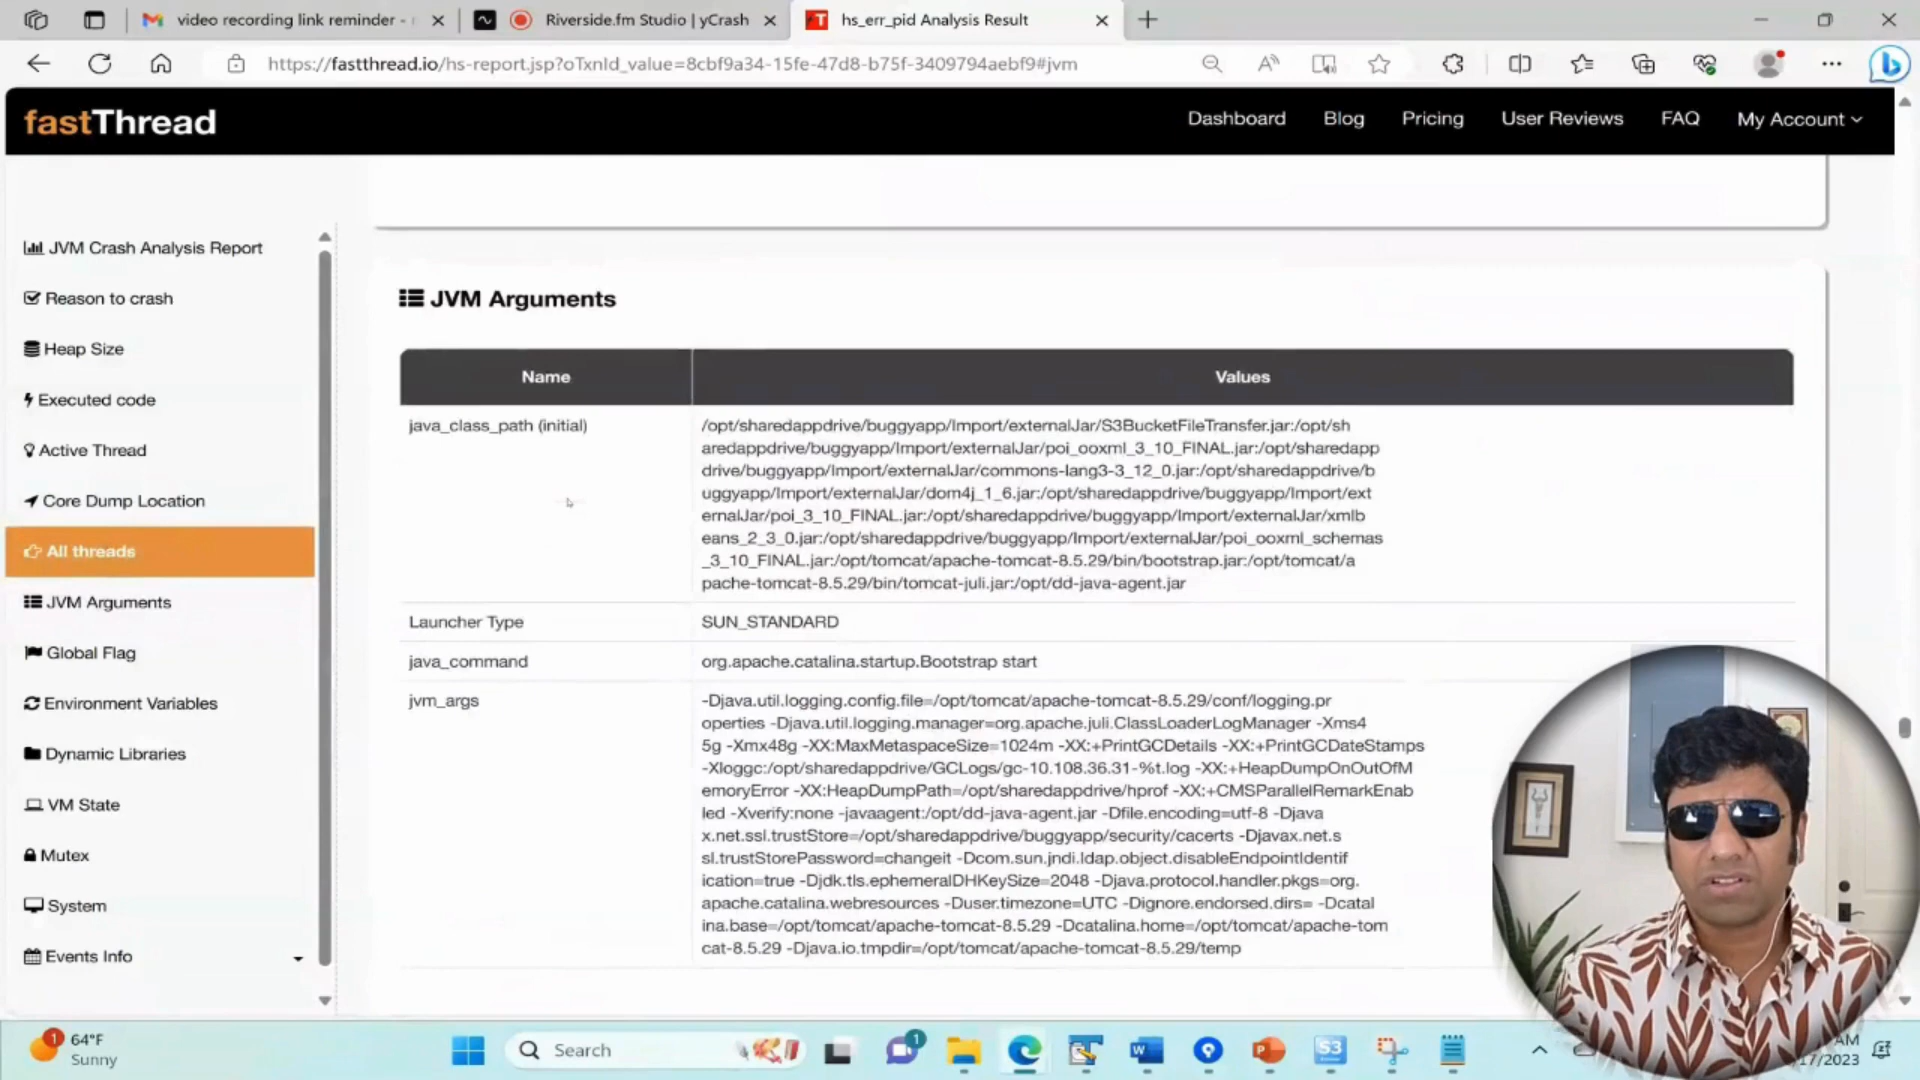 video recording link reminder -
Riverside.fm Studio | yCrash
hs_err_pid Analysis Result
https://fastthread.io/hs-report.jsp?oTxnId_value=8cbf9a34-15fe-47d8-b75f-3409794aebf9#jvm
fastThread
Dashboard
Blog
Pricing
User Reviews
FAQ
My Account
JVM Crash Analysis Report
Reason to crash
Heap Size
Executed code
Active Thread
Core Dump Location
All threads
JVM Arguments
Global Flag
Environment Variables
Dynamic Libraries
VM State
Mutex
System
Events Info
JVM Arguments
Name
Values
java_class_path (initial)
/opt/sharedappdrive/buggyapp/Import/externalJar/S3BucketFileTransfer.jar:/opt/sh
aredappdrive/buggyapp/Import/externalJar/poi_ooxml_3_10_FINAL.jar:/opt/sharedapp
drive/buggyapp/Import/externalJar/commons-lang3-3_12_0.jar:/opt/sharedappdrive/b
uggyapp/Import/externalJar/dom4j_1_6.jar:/opt/sharedappdrive/buggyapp/Import/ext
ernalJar/poi_3_10_FINAL.jar:/opt/sharedappdrive/buggyapp/Import/externalJar/xmlb
eans_2_3_0.jar:/opt/sharedappdrive/buggyapp/Import/externalJar/poi_ooxml_schemas
_3_10_FINAL.jar:/opt/tomcat/apache-tomcat-8.5.29/bin/bootstrap.jar:/opt/tomcat/a
pache-tomcat-8.5.29/bin/tomcat-juli.jar:/opt/dd-java-agent.jar
Launcher Type
SUN_STANDARD
java_command
org.apache.catalina.startup.Bootstrap start
jvm_args
-Djava.util.logging.config.file=/opt/tomcat/apache-tomcat-8.5.29/conf/logging.pr
operties -Djava.util.logging.manager=org.apache.juli.ClassLoaderLogManager -Xms4
5g -Xmx48g -XX:MaxMetaspaceSize=1024m -XX:+PrintGCDetails -XX:+PrintGCDateStamps
-Xloggc:/opt/sharedappdrive/GCLogs/gc-10.108.36.31-%t.log -XX:+HeapDumpOnOutOfM
emoryError -XX:HeapDumpPath=/opt/sharedappdrive/hprof -XX:+CMSParallelRemarkEnab
led -Xverify:none -javaagent:/opt/dd-java-agent.jar -Dfile.encoding=utf-8 -Djava
x.net.ssl.trustStore=/opt/sharedappdrive/buggyapp/security/cacerts -Djavax.net.s
sl.trustStorePassword=changeit -Dcom.sun.jndi.ldap.object.disableEndpointIdentif
ication=true -Djdk.tls.ephemeralDHKeySize=2048 -Djava.protocol.handler.pkgs=org.
apache.catalina.webresources -Duser.timezone=UTC -Dignore.endorsed.dirs= -Dcatal
ina.base=/opt/tomcat/apache-tomcat-8.5.29 -Dcatalina.home=/opt/tomcat/apache-tom
cat-8.5.29 -Djava.io.tmpdir=/opt/tomcat/apache-tomcat-8.5.29/temp
1
64°F
Sunny
Search
1
S3
AM
17/2023